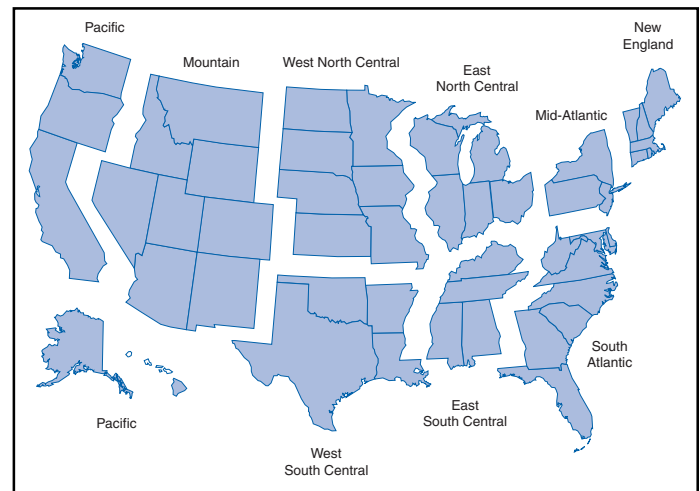 Pacific
Mountain
West North Central
East
North Central
New
England
Mid-Atlantic
South
Atlantic
East
South Central
West
South Central
Pacific